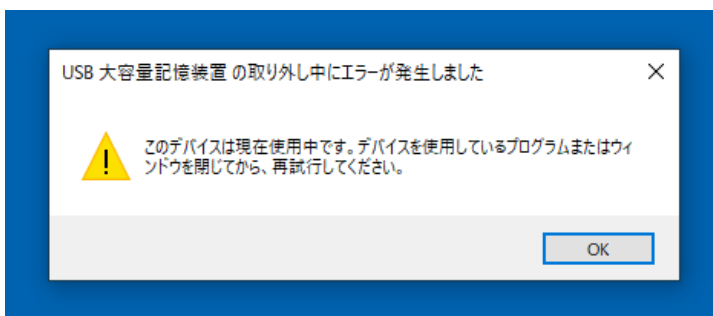 USB 大容量記憶装置 の取り外し中にエラーが発生しました
このデバイスは現在使用中です。デバイスを使用しているプログラムまたはウィ
ンドウを閉じてから、再試行してください。
OK